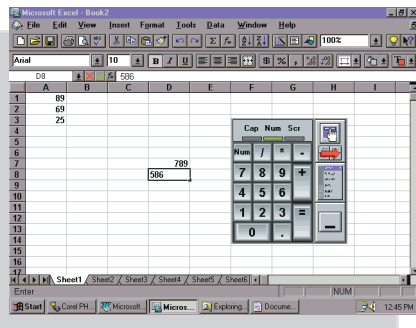 Microsoft Excel - Book2
File Edit View Insert Format Tools Data Window Help
100%
Arial 10 B I U $ % ,
D8 586
A B C D E F G H I
1 89
2 69
3 25
4
5
6
7 789
8 586
9
10
11
12
13
14
15
16
17
Cap Num Scr
Num / * -
7 8 9 +
4 5 6
1 2 3 =
0 .
Sheet1 Sheet2 Sheet3 Sheet4 Sheet5 Sheet6
Enter NUM
Start Corel PH... Microsoft... Micros... Exploring... Docume... 12:45 PM